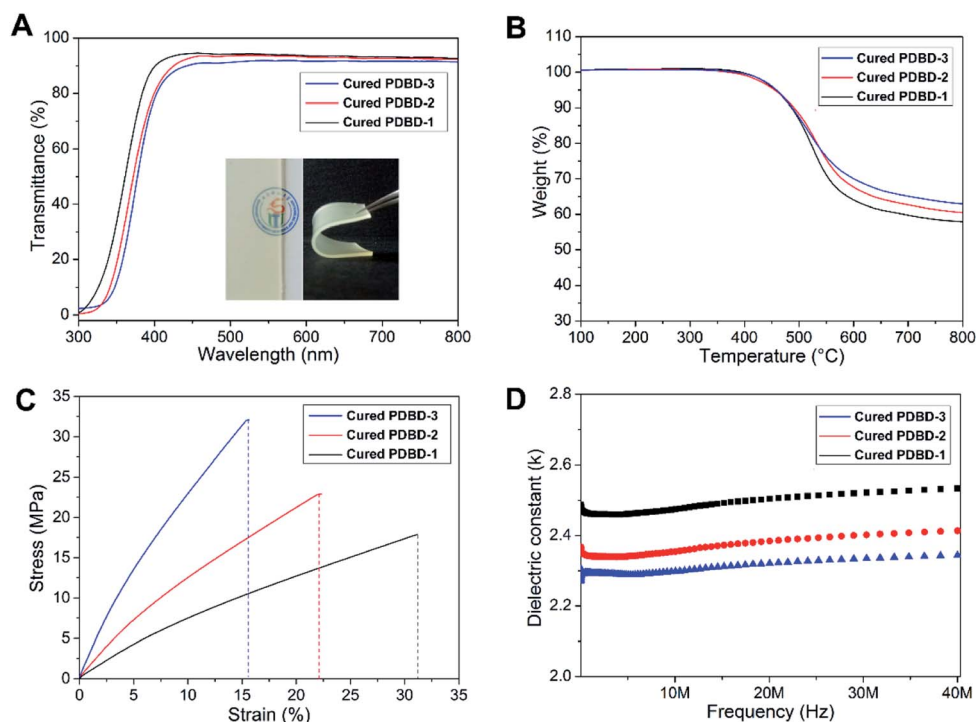 A
Transmittance (%)
100
80
60
40
20
0
Cured PDBD-3
Cured PDBD-2
Cured PDBD-1
300 400 500 600 700 800
Wavelength (nm)
B
Weight (%)
110
100
90
80
70
60
50
40
30
Cured PDBD-3
Cured PDBD-2
Cured PDBD-1
100 200 300 400 500 600 700 800
Temperature (°C)
C
Stress (MPa)
35
30
25
20
15
10
5
0
Cured PDBD-3
Cured PDBD-2
Cured PDBD-1
0 5 10 15 20 25 30 35
Strain (%)
D
Dielectric constant (k)
2.8
2.6
2.4
2.2
2.0
Cured PDBD-3
Cured PDBD-2
Cured PDBD-1
10M 20M 30M 40M
Frequency (Hz)